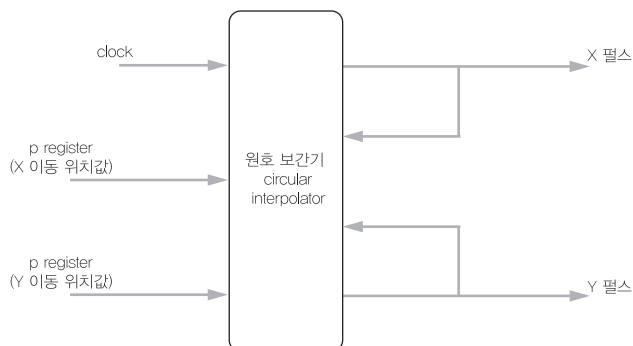 clock
X 펄스
p register
(X 이동 위치값)
원호 보간기
circular
interpolator
p register
(Y 이동 위치값)
Y 펄스